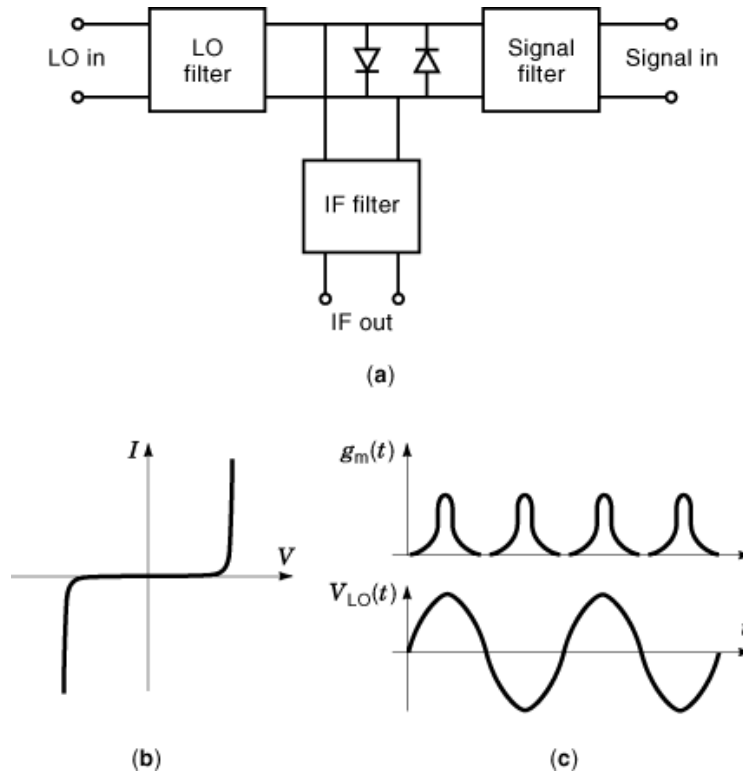 LO in
LO
filter
Signal
filter
Signal in
IF filter
IF out
(a)
I
V
(b)
gm(t)
VLO(t)
t
(c)